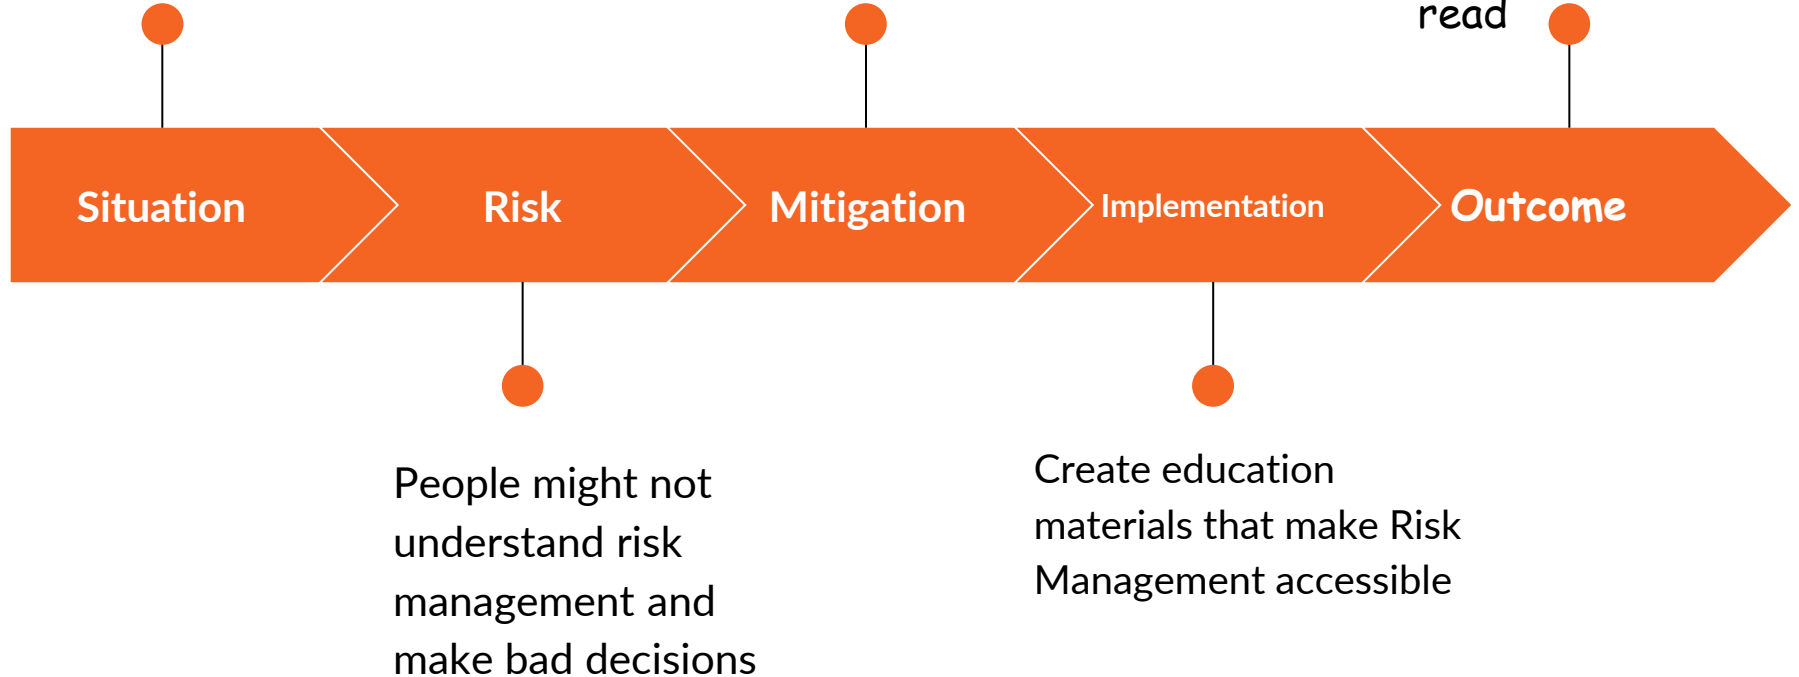 read
Situation
Risk
Mitigation
Implementation
Outcome
People might not
understand risk
management and
make bad decisions
Create education
materials that make Risk
Management accessible